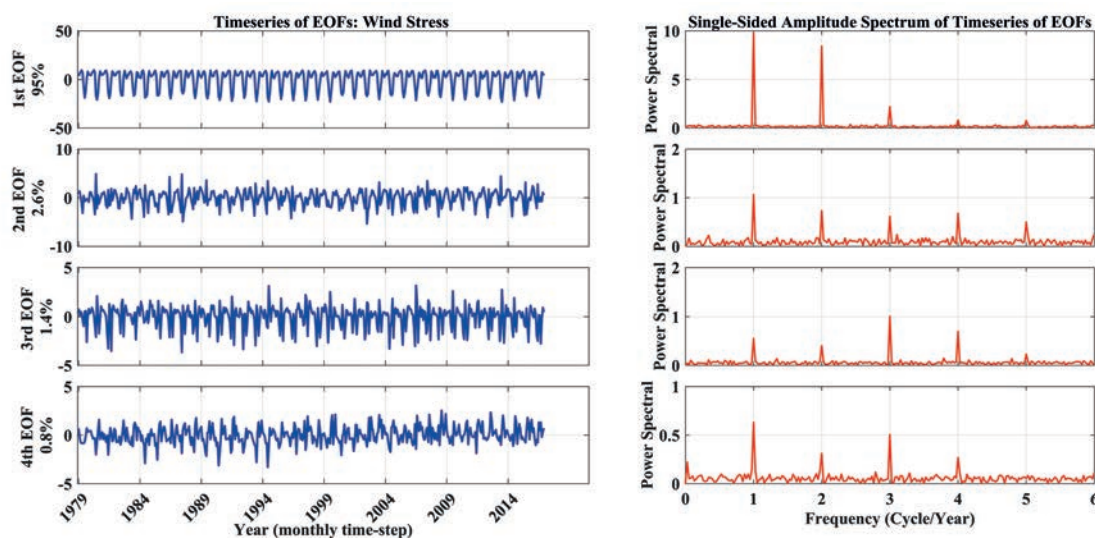 Timeseries of EOFs: Wind Stress
1st EOF
95%
50
0
-50
2nd EOF
2.6%
10
0
-10
3rd EOF
1.4%
5
0
-5
4th EOF
0.8%
5
0
-5
1979
1984
1989
1994
1999
2004
2009
2014
Year (monthly time-step)
Single-Sided Amplitude Spectrum of Timeseries of EOFs
Power Spectral
10
5
0
Power Spectral
2
1
0
Power Spectral
2
1
0
Power Spectral
1
0.5
0
0 1 2 3 4 5 6
Frequency (Cycle/Year)